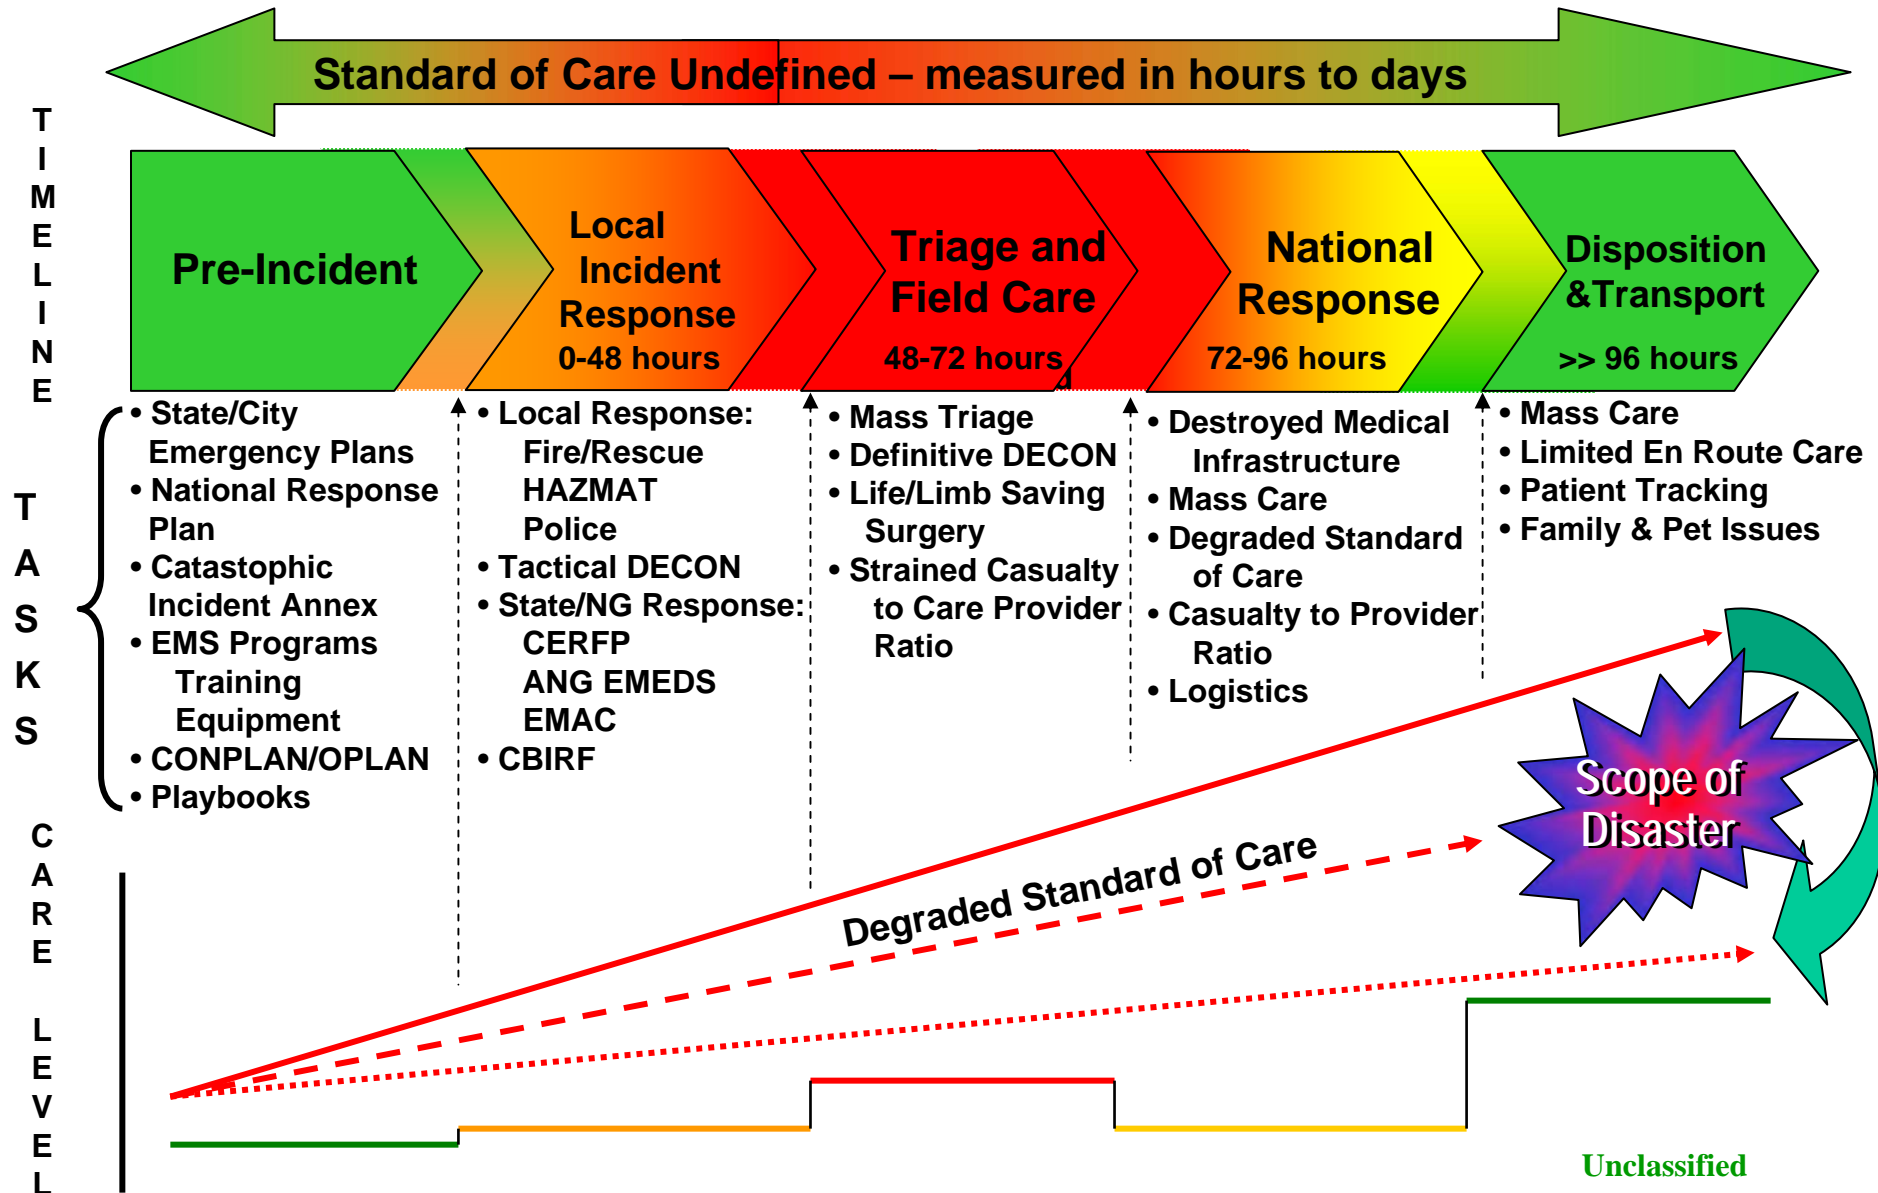 Standard of Care Undefined – measured in hours to days
TIMELINE
Pre-Incident
Local
Incident
Response
0-48 hours
Triage and
Field Care
48-72 hours
National
Response
72-96 hours
Disposition
&Transport
>> 96 hours
TASKS
• State/City
Emergency Plans
• National Response
Plan
• Catastophic
Incident Annex
• EMS Programs
Training
Equipment
• CONPLAN/OPLAN
• Playbooks
• Local Response:
Fire/Rescue
HAZMAT
Police
• Tactical DECON
• State/NG Response:
CERFP
ANG EMEDS
EMAC
• CBIRF
• Mass Triage
• Definitive DECON
• Life/Limb Saving
Surgery
• Strained Casualty
to Care Provider
Ratio
• Destroyed Medical
Infrastructure
• Mass Care
• Degraded Standard
of Care
• Casualty to Provider
Ratio
• Logistics
• Mass Care
• Limited En Route Care
• Patient Tracking
• Family & Pet Issues
CARE LEVEL
Degraded Standard of Care
Scope of
Disaster
Unclassified